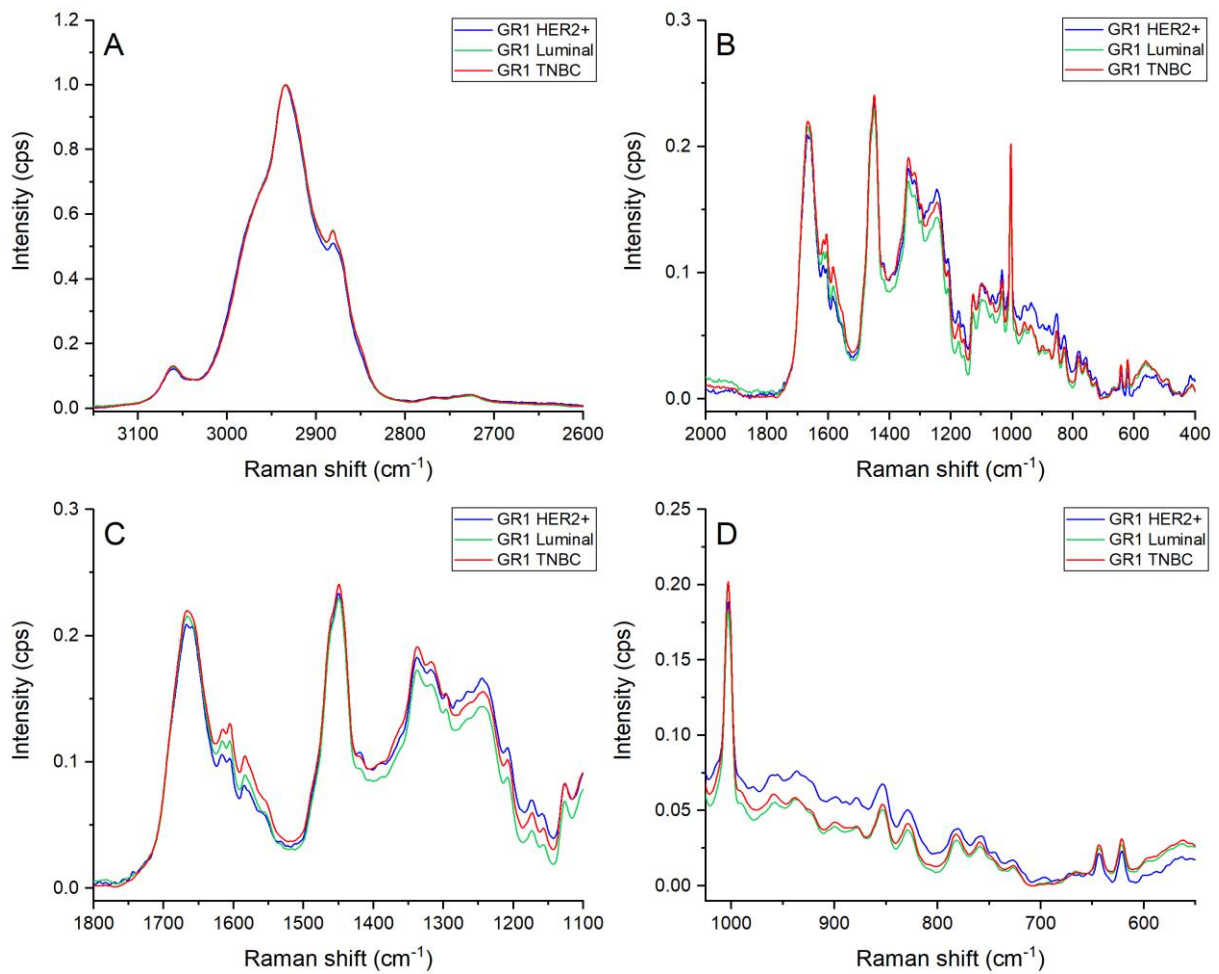 A
GR1 HER2+
GR1 Luminal
GR1 TNBC
Intensity (cps)
1.2
1.0
0.8
0.6
0.4
0.2
0.0
3100 3000 2900 2800 2700 2600
Raman shift (cm⁻¹)
B
GR1 HER2+
GR1 Luminal
GR1 TNBC
Intensity (cps)
0.3
0.2
0.1
0.0
2000 1800 1600 1400 1200 1000 800 600 400
Raman shift (cm⁻¹)
C
GR1 HER2+
GR1 Luminal
GR1 TNBC
Intensity (cps)
0.3
0.2
0.1
0.0
1800 1700 1600 1500 1400 1300 1200 1100
Raman shift (cm⁻¹)
D
GR1 HER2+
GR1 Luminal
GR1 TNBC
Intensity (cps)
0.25
0.20
0.15
0.10
0.05
0.00
1000 900 800 700 600
Raman shift (cm⁻¹)